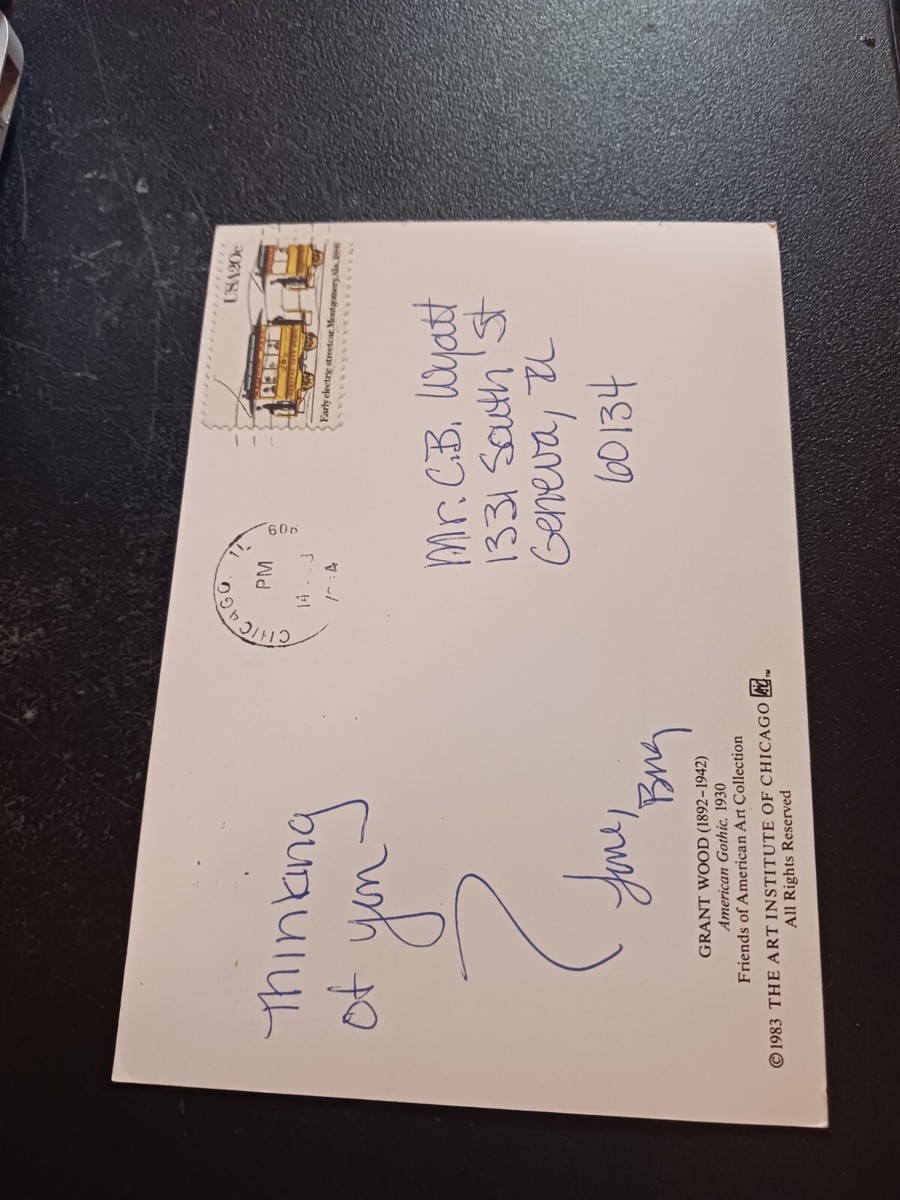 Thinking
of you
Love,
USA 20c
Early electric streetcar, Montgomery, Ala. 1886
CHICAGO IL
PM
14
Mr. C.B. Wyatt
1331 South St
Geneva, IL
60134
GRANT WOOD (1892–1942)
American Gothic, 1930
Friends of American Art Collection
©1983 THE ART INSTITUTE OF CHICAGO
All Rights Reserved